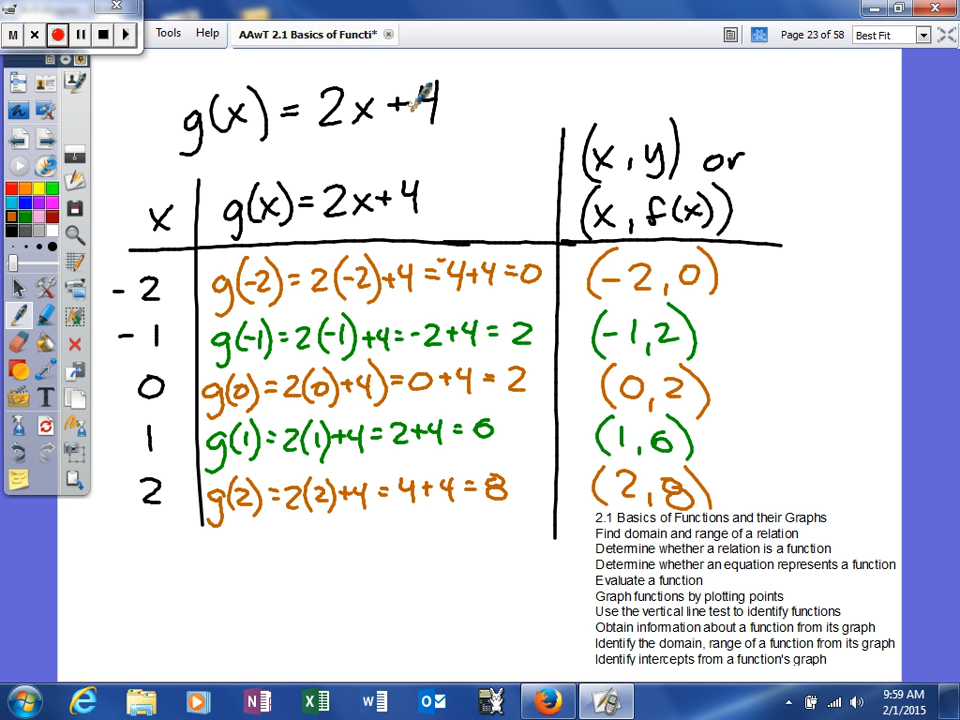 M
Tools Help AAwT 2.1 Basics of Functi* Page 23 of 58 Best Fit
g(x) = 2x+4
(x , y) or
(x , f(x))
x g(x) = 2x+4
-2 g(-2) = 2(-2)+4 = -4+4 = 0 (-2, 0)
-1 g(-1) = 2(-1)+4 = -2+4 = 2 (-1, 2)
0 g(0) = 2(0)+4) = 0+4 = 2 (0, 2)
1 g(1) = 2(1)+4 = 2+4 = 6 (1, 6)
2 g(2) = 2(2)+4 = 4+4 = 8 (2, 8)
2.1 Basics of Functions and their Graphs
Find domain and range of a relation
Determine whether a relation is a function
Determine whether an equation represents a function
Evaluate a function
Graph functions by plotting points
Use the vertical line test to identify functions
Obtain information about a function from its graph
Identify the domain, range of a function from its graph
Identify intercepts from a function's graph
9:59 AM
2/1/2015